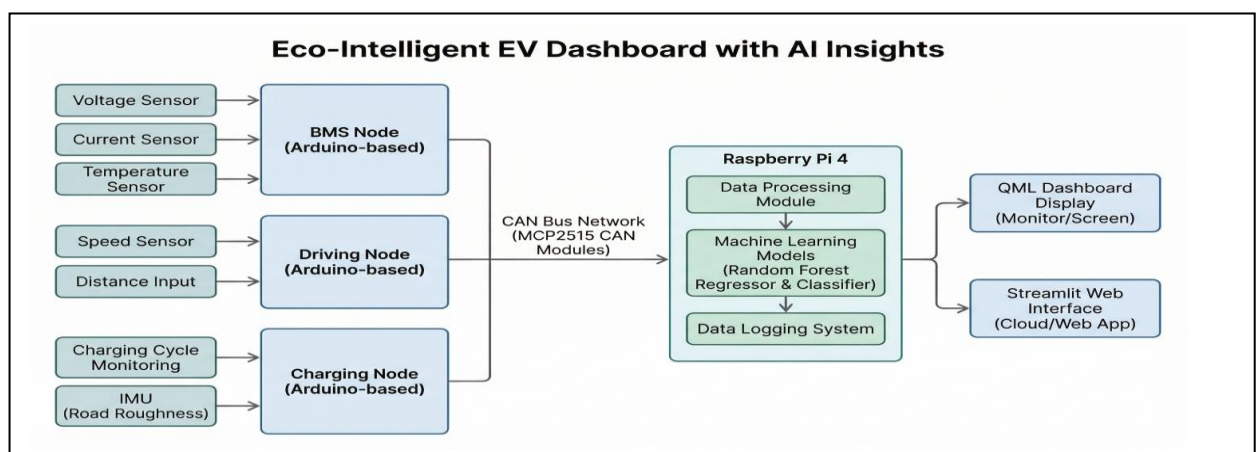 Eco-Intelligent EV Dashboard with AI Insights
Voltage Sensor
Current Sensor
Temperature
Sensor
BMS Node
(Arduino-based)
Speed Sensor
Distance Input
Driving Node
(Arduino-based)
Charging Cycle
Monitoring
IMU
(Road Roughness)
Charging Node
(Arduino-based)
CAN Bus Network
(MCP2515 CAN
Modules)
Raspberry Pi 4
Data Processing
Module
Machine Learning
Models
(Random Forest
Regressor & Classifier)
Data Logging System
QML Dashboard
Display
(Monitor/Screen)
Streamlit Web
Interface
(Cloud/Web App)